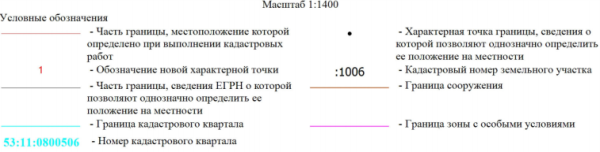 Масштаб 1:1400
Условные обозначения
- Часть границы, местоположение которой
определено при выполнении кадастровых
работ
- Характерная точка границы, сведения о
которой позволяют однозначно определить
ее положение на местности
1
- Обозначение новой характерной точки
:1006
- Кадастровый номер земельного участка
- Часть границы, сведения ЕГРН о которой
позволяют однозначно определить ее
положение на местности
- Граница сооружения
- Граница кадастрового квартала
- Граница зоны с особыми условиями
53:11:0800506
- Номер кадастрового квартала